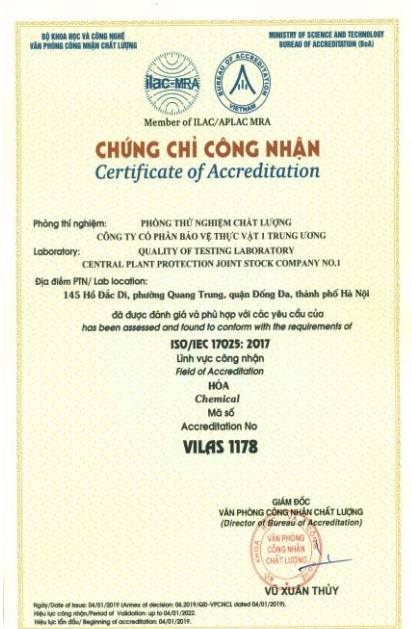 BỘ KHOA HỌC VÀ CÔNG NGHỆ
VĂN PHÒNG CÔNG NHẬN CHẤT LƯỢNG
MINISTRY OF SCIENCE AND TECHNOLOGY
BUREAU OF ACCREDITATION (BoA)
ilac-MRA
BUREAU OF ACCREDITATION
VIETNAM
Member of ILAC/APLAC MRA
CHỨNG CHỈ CÔNG NHẬN
Certificate of Accreditation
Phòng thí nghiệm: PHÒNG THỬ NGHIỆM CHẤT LƯỢNG
CÔNG TY CỔ PHẦN BẢO VỆ THỰC VẬT 1 TRUNG ƯƠNG
Laboratory: QUALITY OF TESTING LABORATORY
CENTRAL PLANT PROTECTION JOINT STOCK COMPANY NO.1
Địa điểm PTN/ Lab location:
145 Hồ Đắc Di, phường Quang Trung, quận Đống Đa, thành phố Hà Nội
đã được đánh giá và phù hợp với các yêu cầu của
has been assessed and found to conform with the requirements of
ISO/IEC 17025: 2017
Lĩnh vực công nhận
Field of Accreditation
HÓA
Chemical
Mã số
Accreditation No
VILAS 1178
GIÁM ĐỐC
VĂN PHÒNG CÔNG NHẬN CHẤT LƯỢNG
(Director of Bureau of Accreditation)
VĂN PHÒNG
CÔNG NHẬN
CHẤT LƯỢNG
VŨ XUÂN THỦY
Ngày/Date of Issue: 04/01/2019 (Annex of decision: 06.2019/QĐ-VPCNCL dated 04/01/2019).
Hiệu lực công nhận/Period of Validation: up to 04/01/2022.
Hiệu lực lần đầu/ Beginning of accreditation: 04/01/2019.